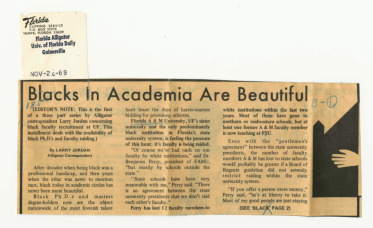 Florida
CLIPPING SERVICE
P.O. BOX
TAMPA, FLORIDA
Florida Alligator
Univ. of Florida Daily
Gainesville
NOV-24-69
Blacks In Academia Are Beautiful
(EDITOR'S NOTE: This is the
first of a three part series by Alligator
correspondent Larry Jordan concerning
black faculty recruitment at UF. This
installment deals with the availability of
black Ph.D.'s and faculty raiding.)
By LARRY JORDAN
Alligator Correspondent
After decades when being black was a
professional handicap, and then years
when the ethic was never to mention
race, black today in academic circles has
never been more beautiful.
Black Ph.D.s and masters
degree-holders now are the object
nationwide of the most feverish talent
hunt since the days of
bidding for
Florida A & M University, UF's sister
university and the only predominantly
black institution in Florida's
university system, is feeling the pressure
of this hunt: it's faculty is being raided.
"Of course we've had raids on our
faculty by white institutions," said Dr.
Benjamin Perry, president of FAMU,
"but mostly by schools outside the
state."
"State schools have been very
reasonable with me," Perry said. "There
is an agreement between the state
university presidents that we don't raid
each other's faculty."
Perry has lost 12 faculty members to
white institutions within the last two
years. Most of these have gone to
northern or midwestern schools, but at
least one former A & M faculty member
is now teaching at FSU.
Even with the "gentlemen's
agreement" between the state university
presidents, the number of faculty
members A & M has lost to state schools
would probably be greater if a Board of
Regents guideline did not severely
restrict raiding within the state
university system.
"If you offer a person more money,"
Perry said, "he's at liberty to take it.
Most of my good people are just staying
(SEE 'BLACK' PAGE 2)